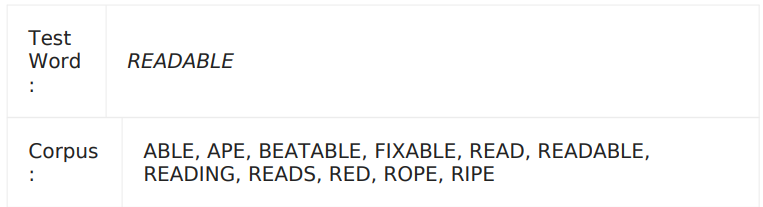 Test
Word
:
READABLE
Corpus
:
ABLE, APE, BEATABLE, FIXABLE, READ, READABLE,
READING, READS, RED, ROPE, RIPE